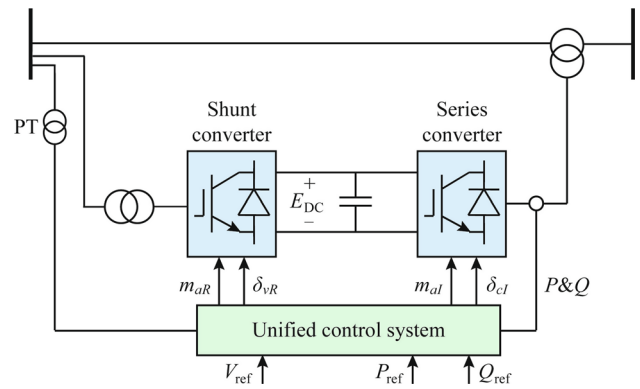 Shunt
converter
Series
converter
PT
+
E_DC
−
m_aR
δ_vR
m_aI
δ_cI
P&Q
Unified control system
V_ref
P_ref
Q_ref